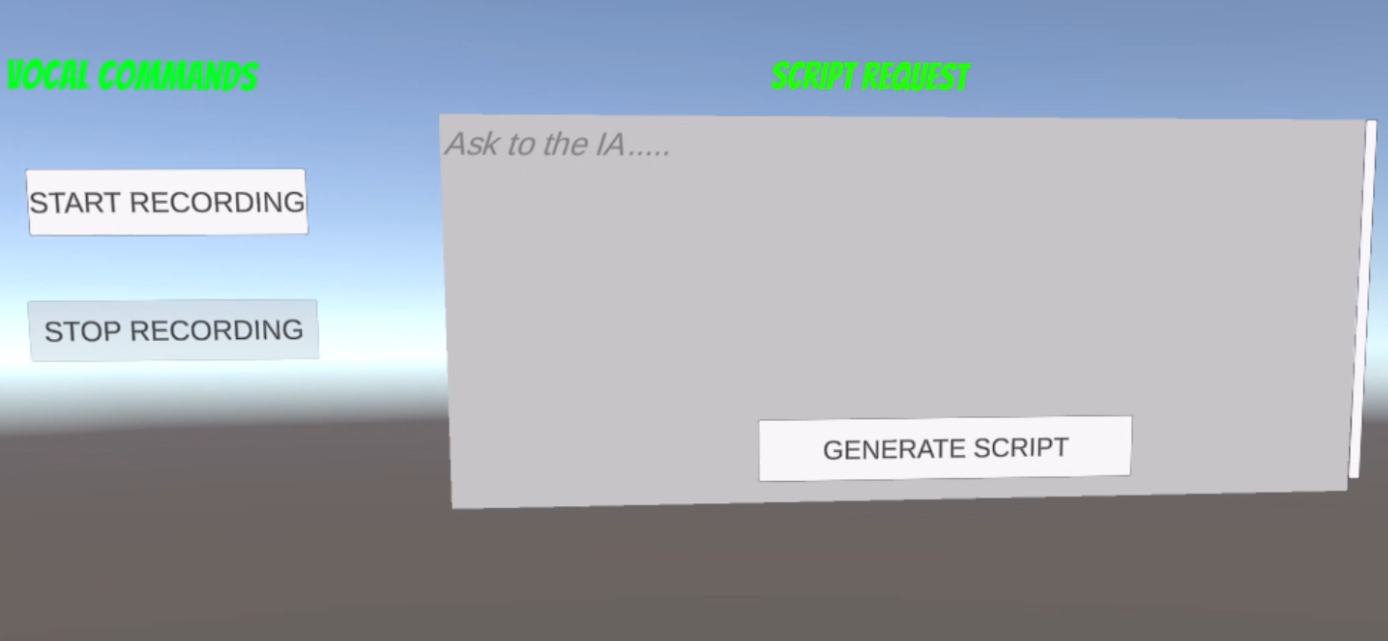 VOCAL COMMANDS
SCRIPT REQUEST
Ask to the IA.....
START RECORDING
STOP RECORDING
GENERATE SCRIPT